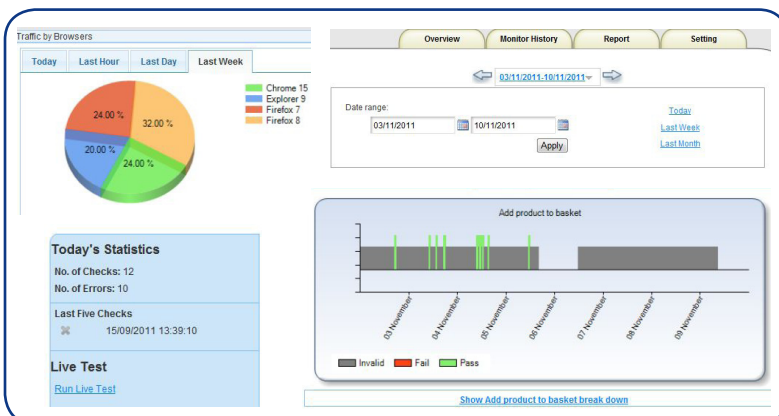 Traffic by Browsers
Today Last Hour Last Day Last Week
Chrome 15
Explorer 9
Firefox 7
Firefox 8
24.00 %
32.00 %
20.00 %
24.00 %
Today's Statistics
No. of Checks: 12
No. of Errors: 10
Last Five Checks
15/09/2011 13:39:10
Live Test
Run Live Test
Overview Monitor History Report Setting
03/11/2011-10/11/2011
Date range:
03/11/2011 10/11/2011
Apply
Today
Last Week
Last Month
Add product to basket
03 November
04 November
05 November
06 November
07 November
08 November
09 November
Invalid Fail Pass
Show Add product to basket break down